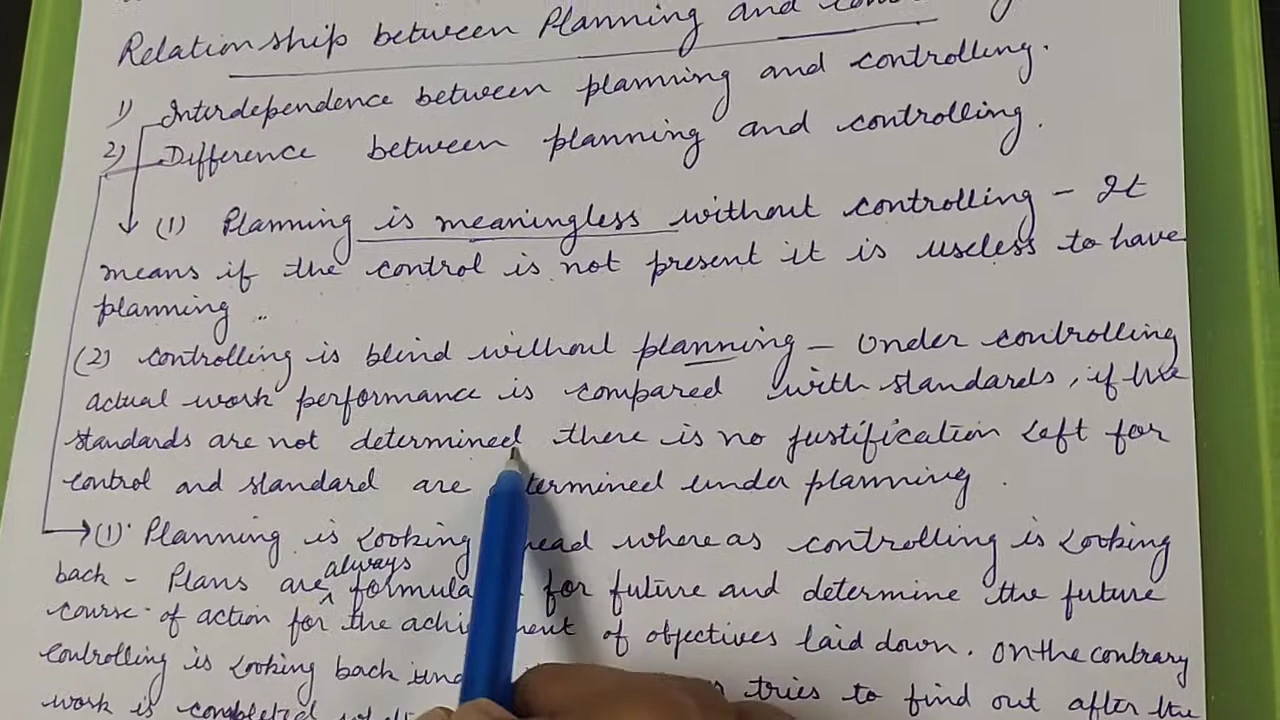 Relationship between Planning and
1) Interdependence between planning and controlling.
2) Difference between planning and controlling.
(1) Planning is meaningless without controlling - It
means if the control is not present it is useless to have
planning ..
(2) controlling is blind without planning - Under controlling
actual work performance is compared with standards, if the
standards are not determined there is no justification left for
control and standard are termined under planning.
(1) Planning is Looking head where as controlling is Looking
back - Plans are always formula for future and determine the future
course of action for the achi ment of objectives laid down. On the contrary
controlling is Looking back tries to find out after the
work is completed